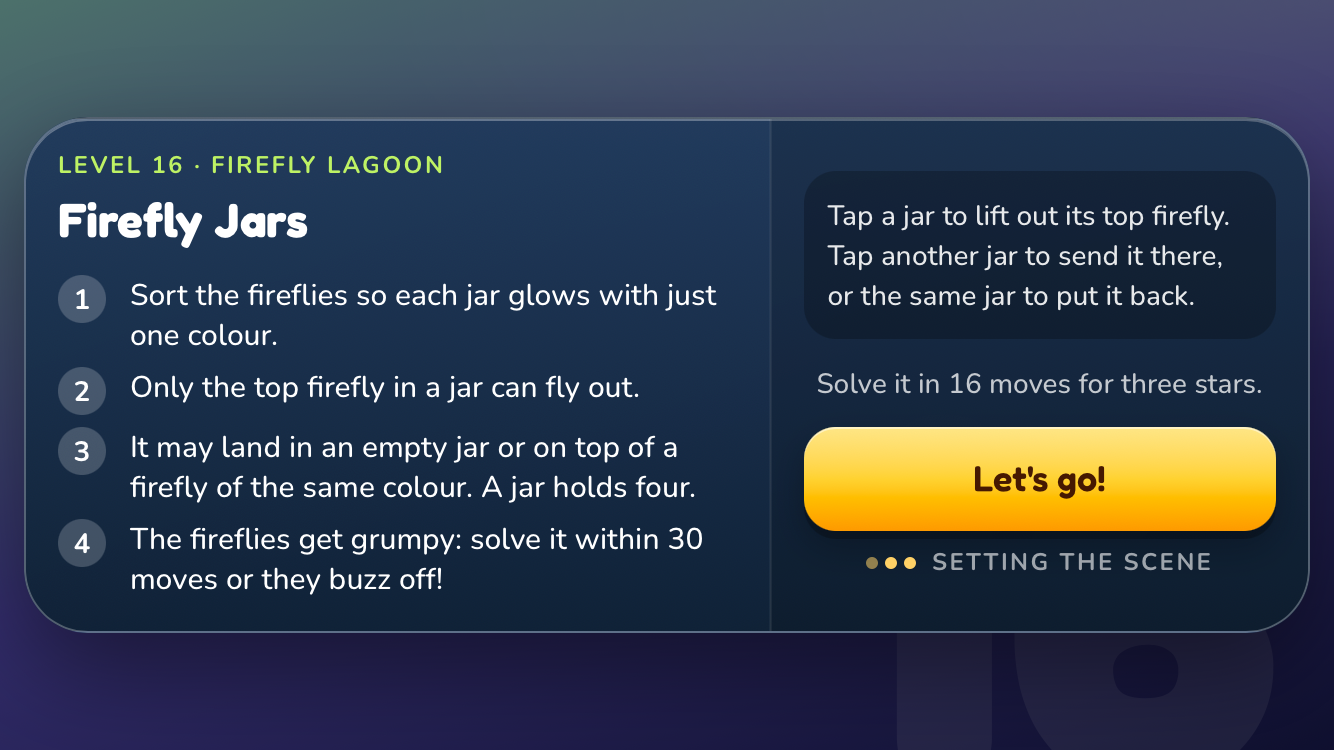 LEVEL 16 · FIREFLY LAGOON
Firefly Jars
1 Sort the fireflies so each jar glows with just
one colour.
2 Only the top firefly in a jar can fly out.
3 It may land in an empty jar or on top of a
firefly of the same colour. A jar holds four.
4 The fireflies get grumpy: solve it within 30
moves or they buzz off!
Tap a jar to lift out its top firefly.
Tap another jar to send it there,
or the same jar to put it back.
Solve it in 16 moves for three stars.
Let's go!
SETTING THE SCENE
16